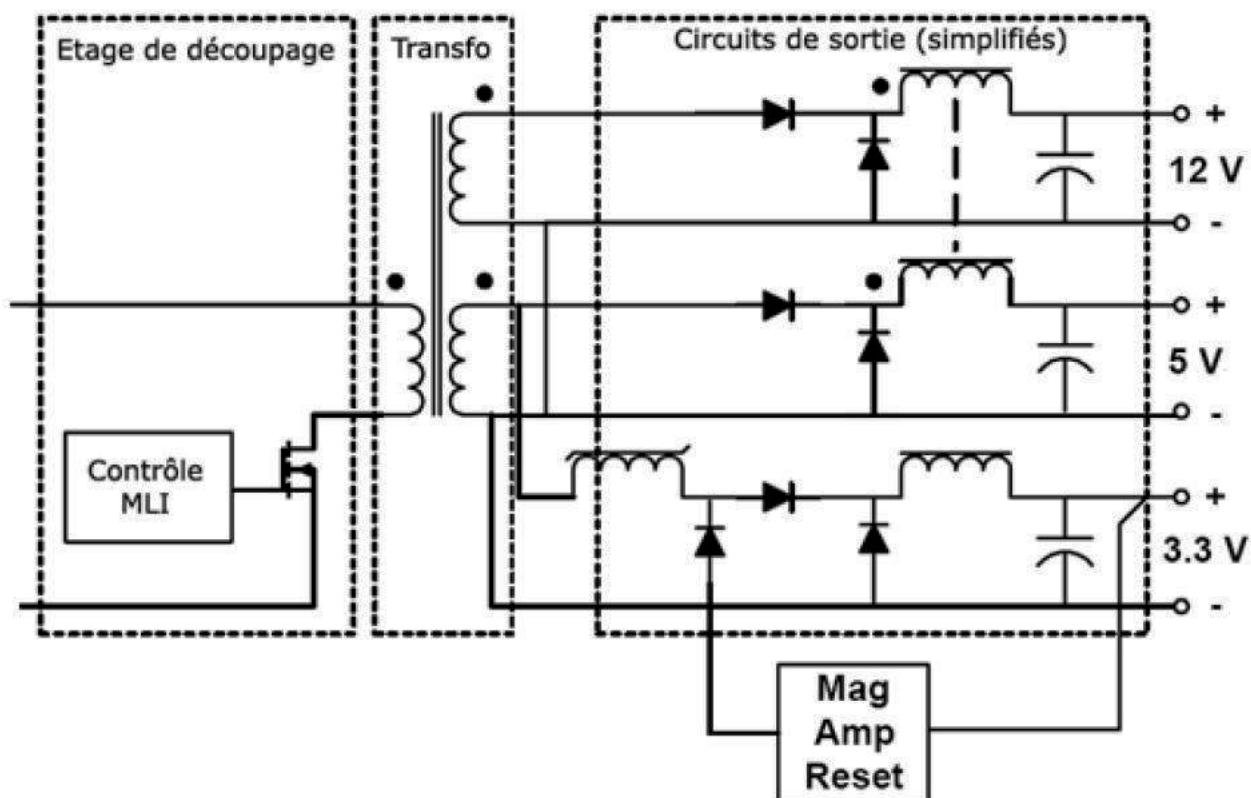 Etage de découpage
Transfo
Circuits de sortie (simplifiés)
+
12 V
-
+
5 V
-
Contrôle
MLI
+
3.3 V
-
Mag
Amp
Reset